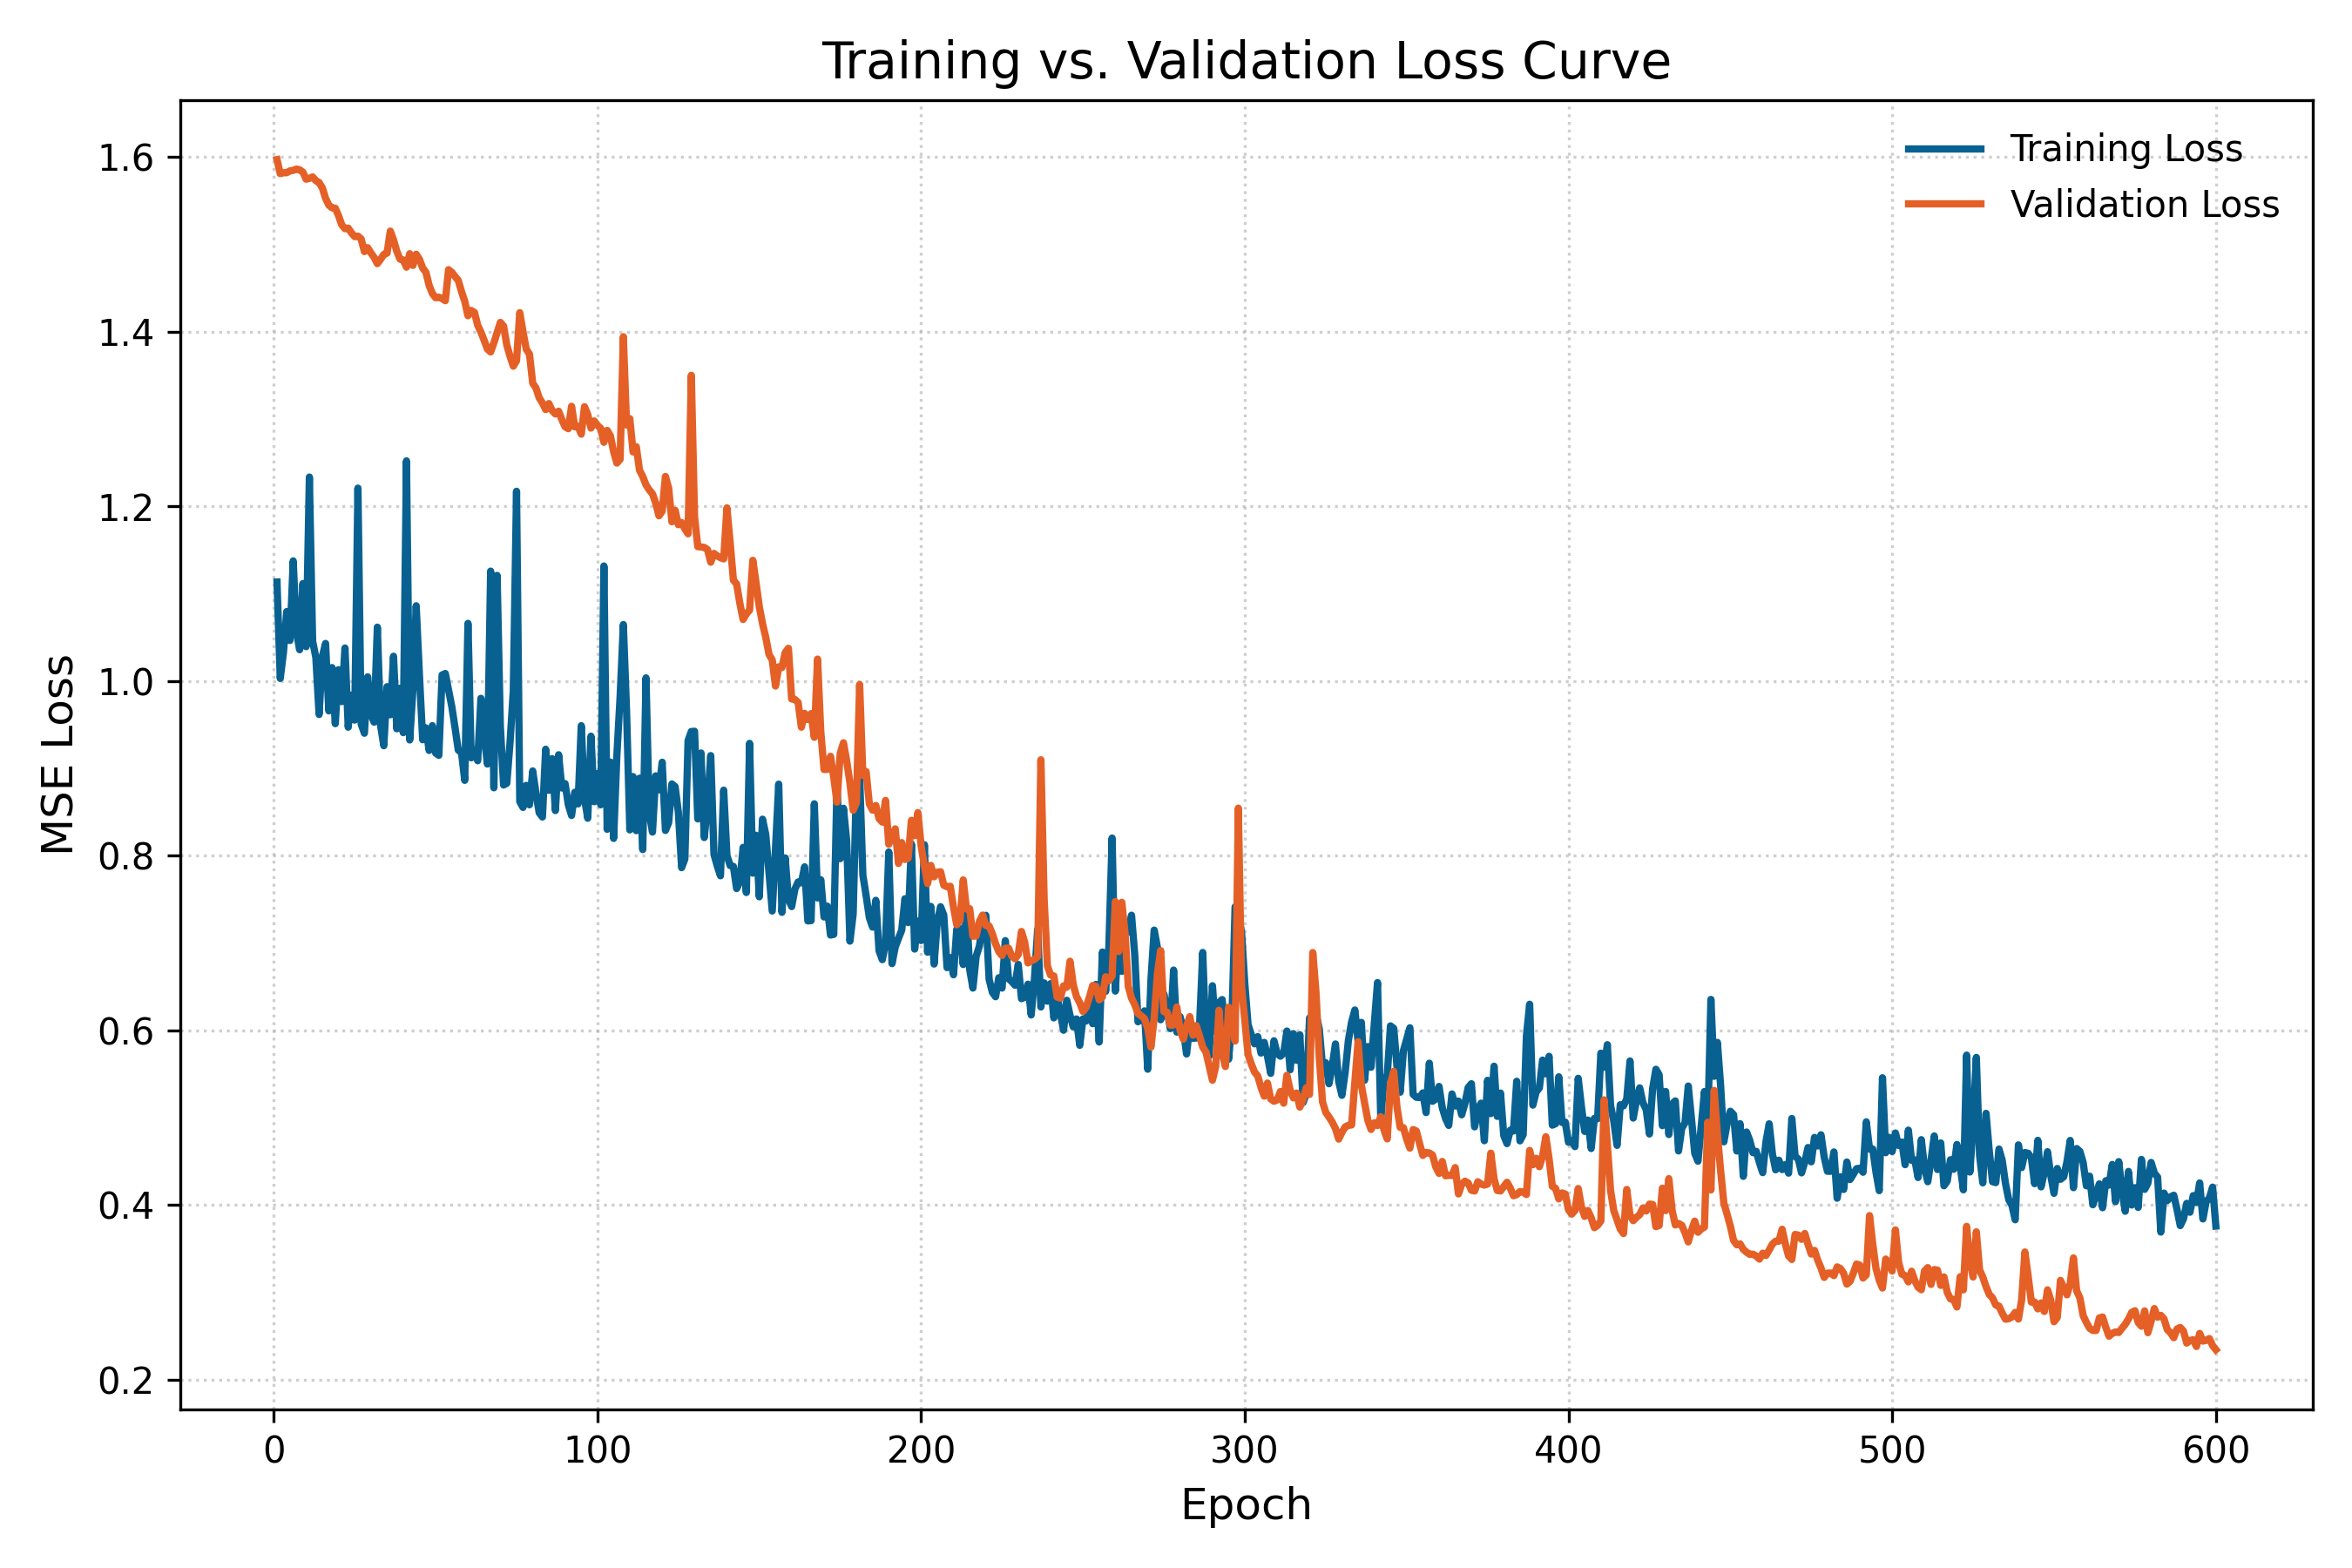 Training vs. Validation Loss Curve
Training Loss
Validation Loss
1.6
1.4
1.2
1.0
0.8
0.6
0.4
0.2
MSE Loss
0 100 200 300 400 500 600
Epoch